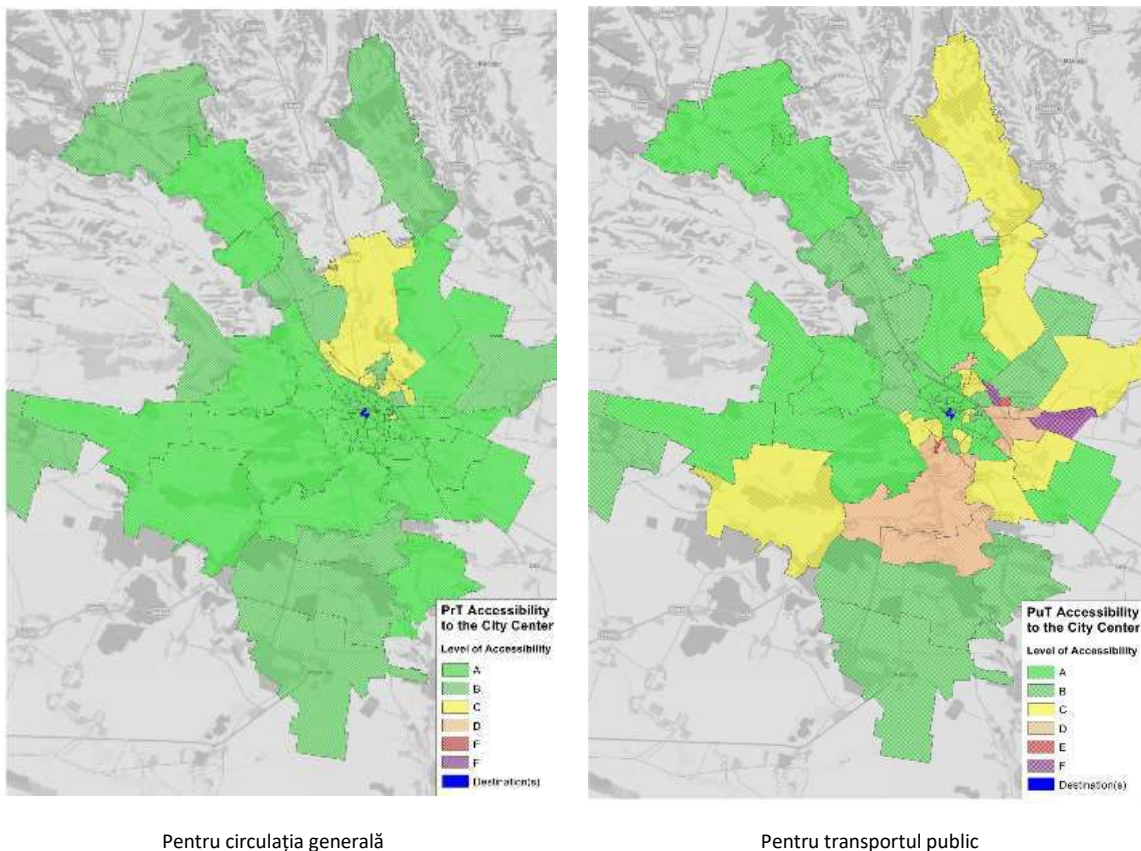 PrT Accessibility
to the City Center
Level of Accessibility
A
B
C
D
F
F
Destination(s)
PuT Accessibility
to the City Center
Level of Accessibility
A
B
C
D
E
F
Destination(s)
Pentru circulația generală
Pentru transportul public